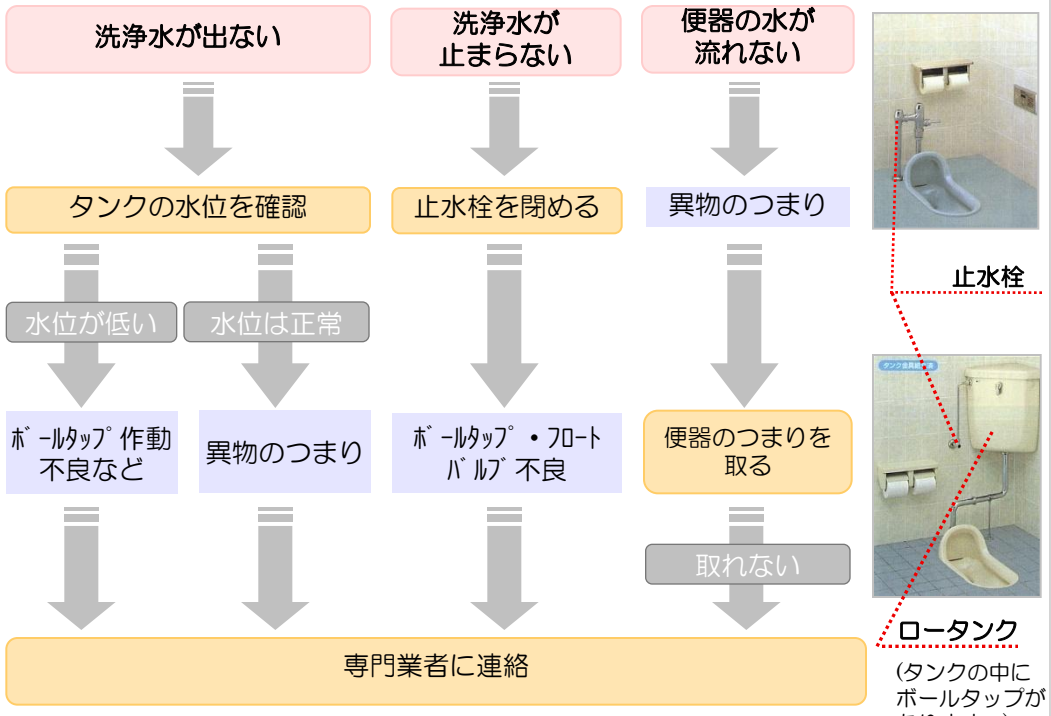 洗浄水が出ない
洗浄水が
止まらない
便器の水が
流れない
タンクの水位を確認
止水栓を閉める
異物のつまり
水位が低い
水位は正常
ﾎﾞｰﾙﾀｯﾌﾟ作動
不良など
異物のつまり
ﾎﾞｰﾙﾀｯﾌﾟ・ﾌﾛｰﾄ
ﾊﾞﾙﾌﾞ不良
便器のつまりを
取る
取れない
専門業者に連絡
止水栓
ロータンク
(タンクの中に
ボールタップが